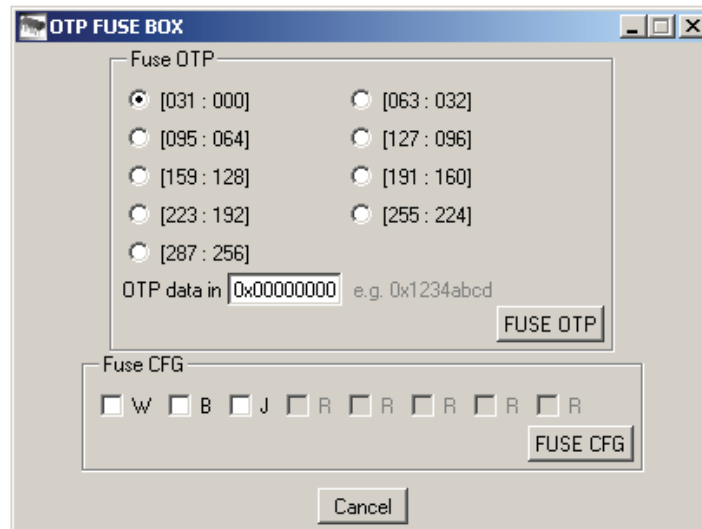 OTP FUSE BOX
Fuse OTP
[031 : 000] [063 : 032]
[095 : 064] [127 : 096]
[159 : 128] [191 : 160]
[223 : 192] [255 : 224]
[287 : 256]
OTP data in 0x00000000 e.g. 0x1234abcd
FUSE OTP
Fuse CFG
W B J R R R R R
FUSE CFG
Cancel